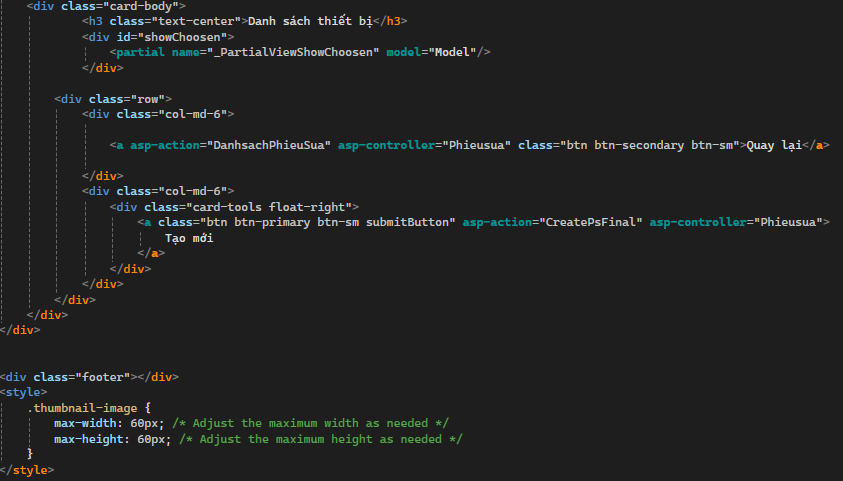 <div class="card-body">
<h3 class="text-center">Danh sách thiết bị</h3>
<div id="showChoosen">
<partial name="_PartialViewShowChoosen" model="Model"/>
</div>
<div class="row">
<div class="col-md-6">
<a asp-action="DanhsachPhieuSua" asp-controller="Phieusua" class="btn btn-secondary btn-sm">Quay lại</a>
</div>
<div class="col-md-6">
<div class="card-tools float-right">
<a class="btn btn-primary btn-sm submitButton" asp-action="CreatePsFinal" asp-controller="Phieusua">
Tạo mới
</a>
</div>
</div>
</div>
</div>
</div>
<div class="footer"></div>
<style>
.thumbnail-image {
max-width: 60px; /* Adjust the maximum width as needed */
max-height: 60px; /* Adjust the maximum height as needed */
}
</style>